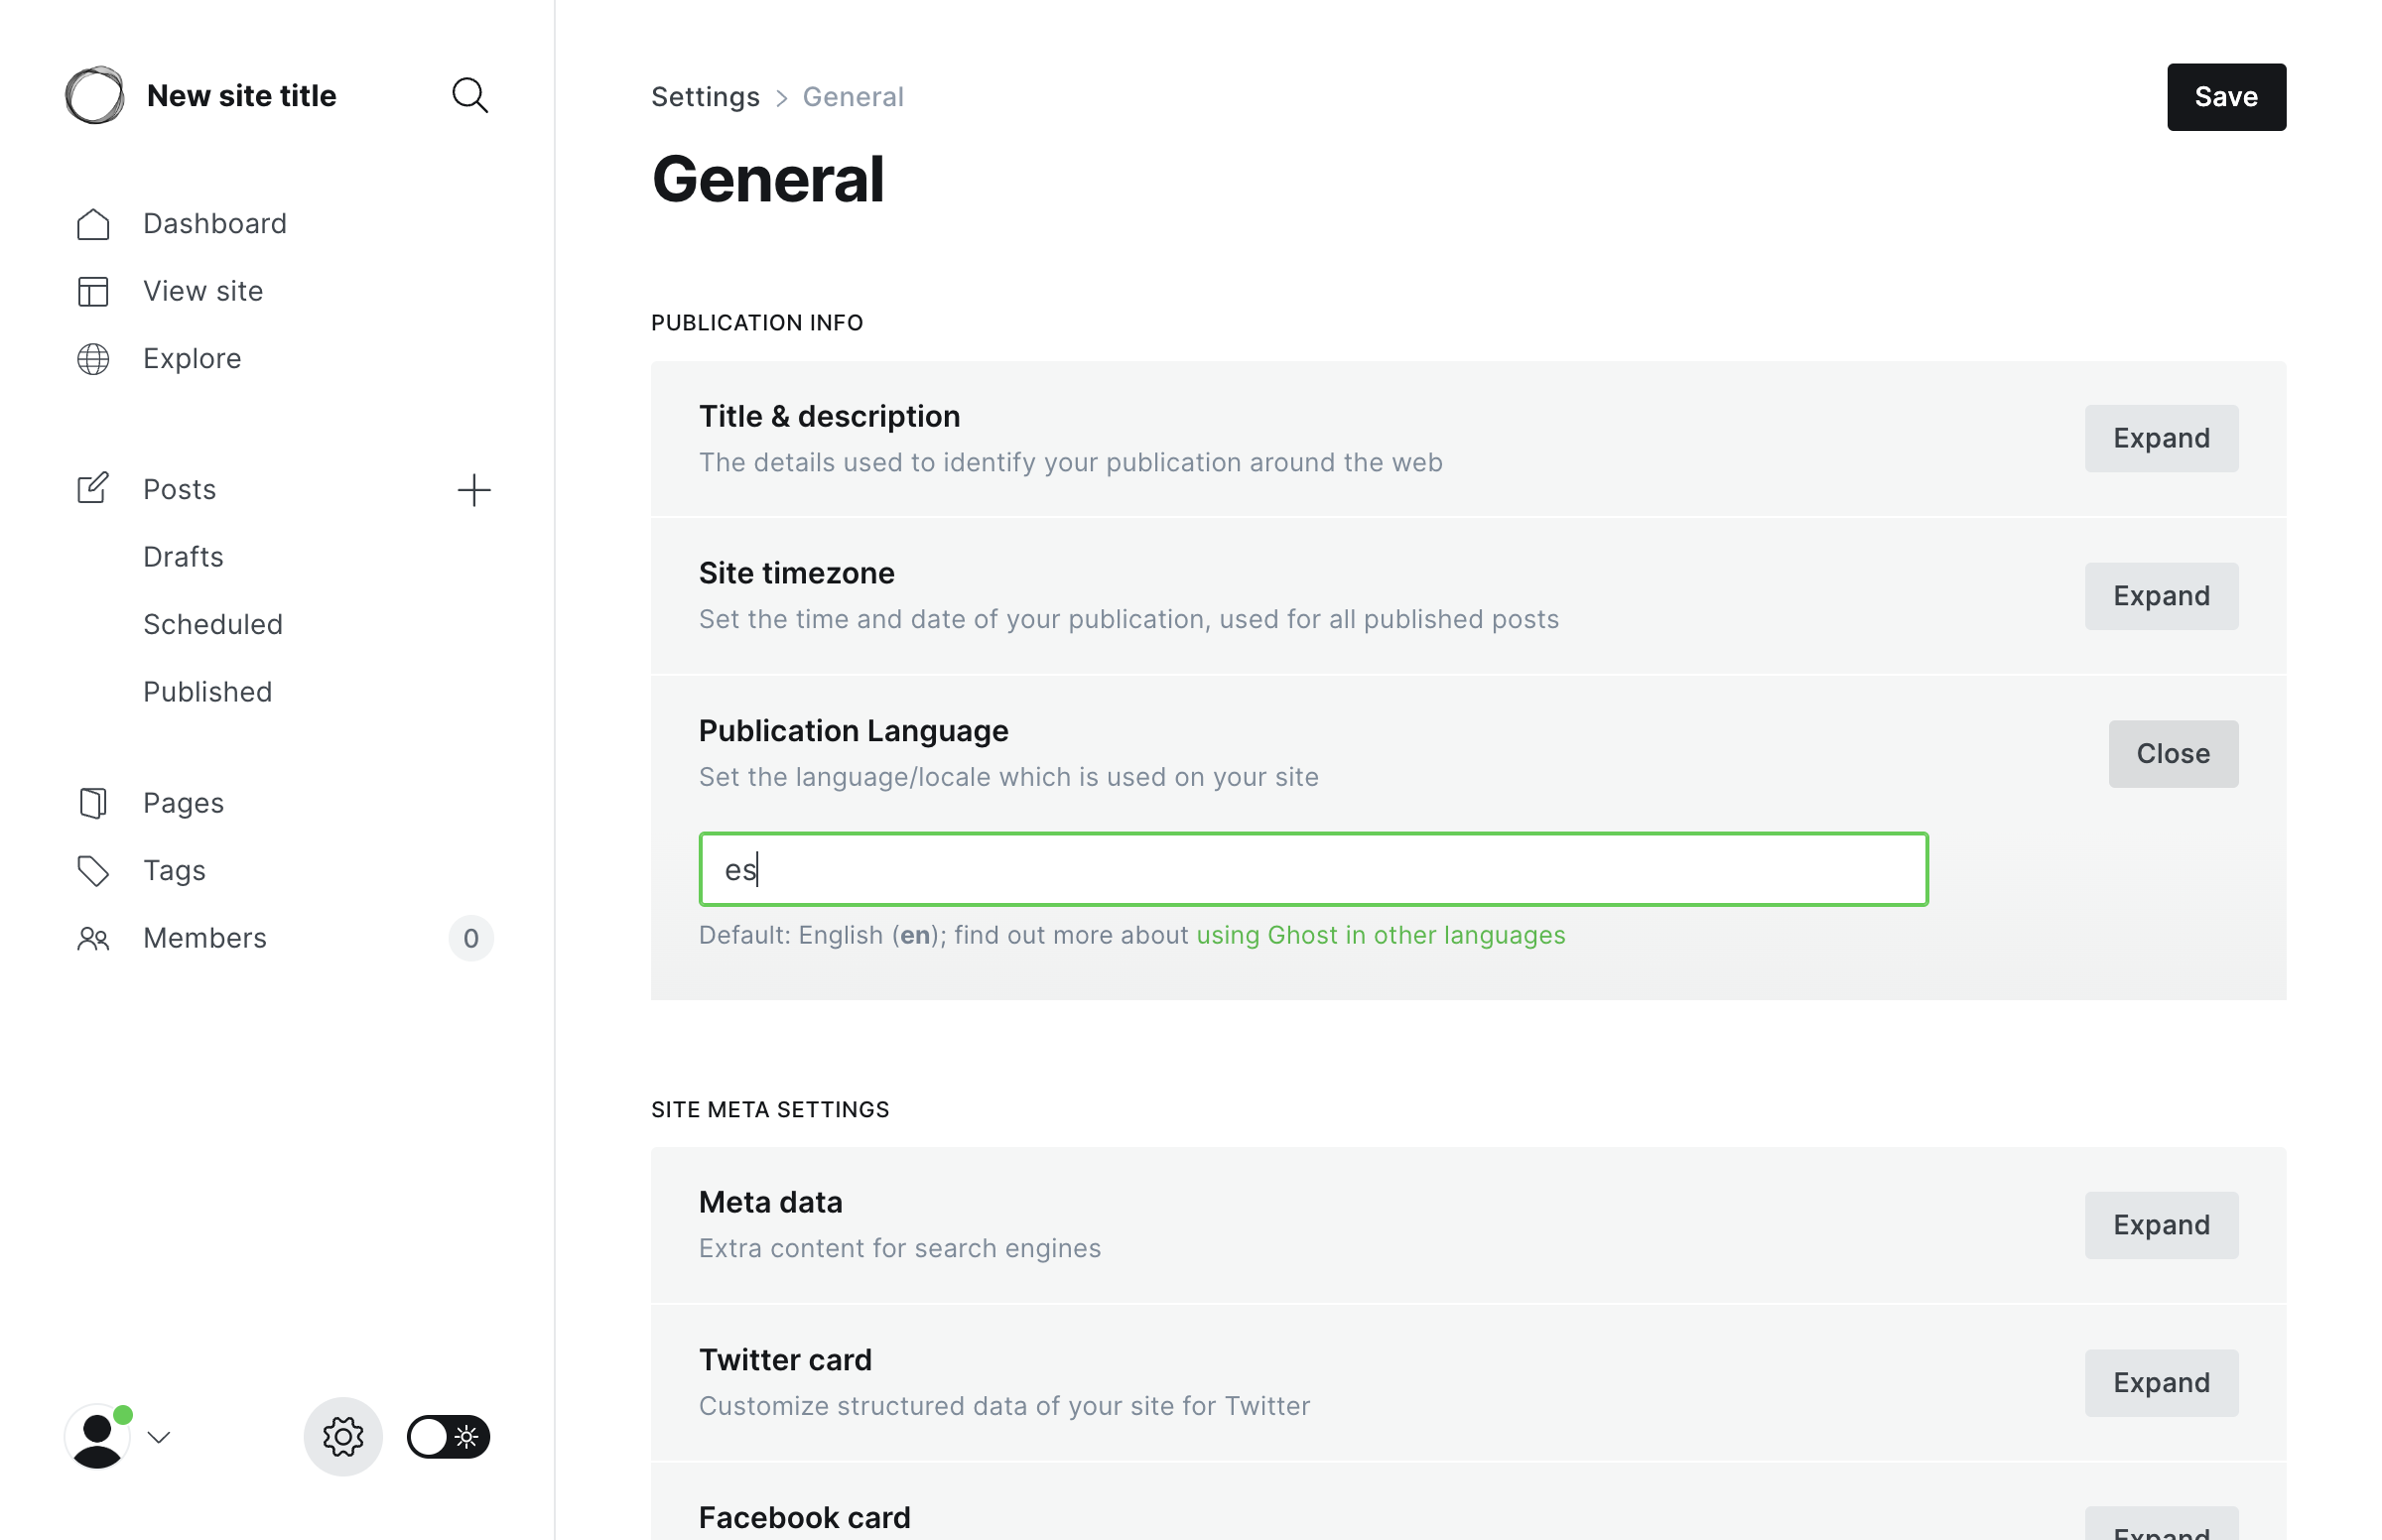 New site title
Dashboard
View site
Explore
Posts
Drafts
Scheduled
Published
Pages
Tags
Members
0
Settings > General
Save
General
PUBLICATION INFO
Title & description
The details used to identify your publication around the web
Expand
Site timezone
Set the time and date of your publication, used for all published posts
Expand
Publication Language
Set the language/locale which is used on your site
Close
es
Default: English (en); find out more about using Ghost in other languages
SITE META SETTINGS
Meta data
Extra content for search engines
Expand
Twitter card
Customize structured data of your site for Twitter
Expand
Facebook card
Expand